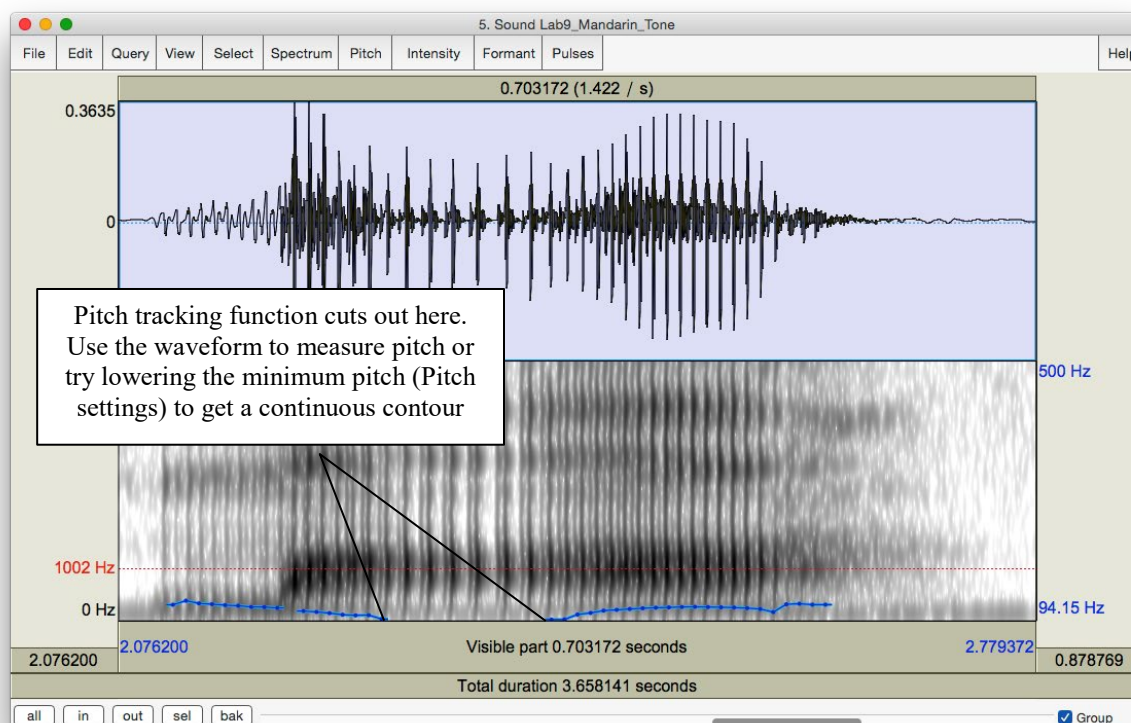 5. Sound Lab9_Mandarin_Tone
File Edit Query View Select Spectrum Pitch Intensity Formant Pulses Help
0.703172 (1.422 / s)
0.3635
0
Pitch tracking function cuts out here.
Use the waveform to measure pitch or
try lowering the minimum pitch (Pitch
settings) to get a continuous contour
500 Hz
1002 Hz
0 Hz
94.15 Hz
2.076200 Visible part 0.703172 seconds 2.779372
2.076200 0.878769
Total duration 3.658141 seconds
all in out sel bak Group